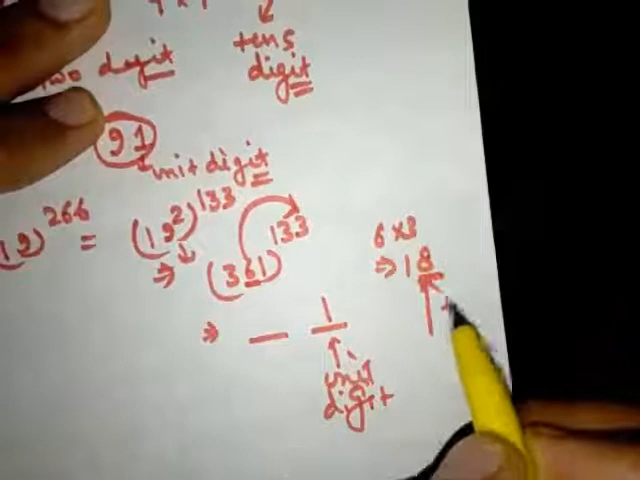 tens
two digit digit
91
unit digit
(19)^266 = (19^2)^133
(361)^133
6 x 3
⇒ 18
⇒ _ 1
unit
digit